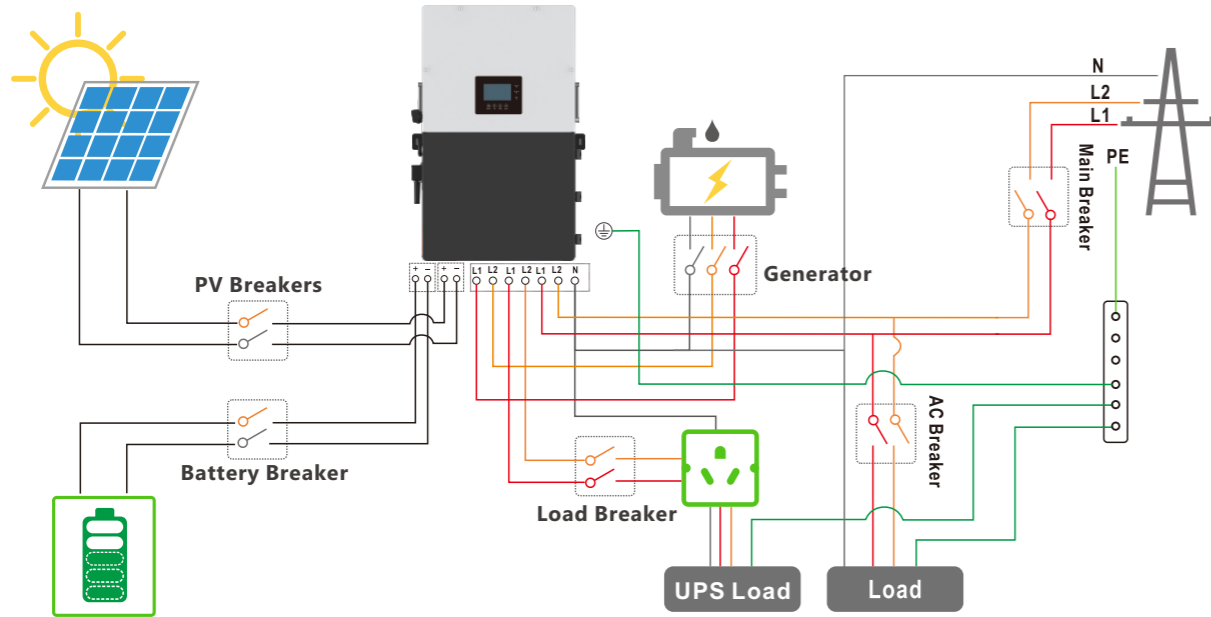 N
L2
L1
PE
Main Breaker
Generator
+ − + −
L1 L2 L1 L2 L1 L2 N
PV Breakers
AC Breaker
Battery Breaker
Load Breaker
UPS Load
Load